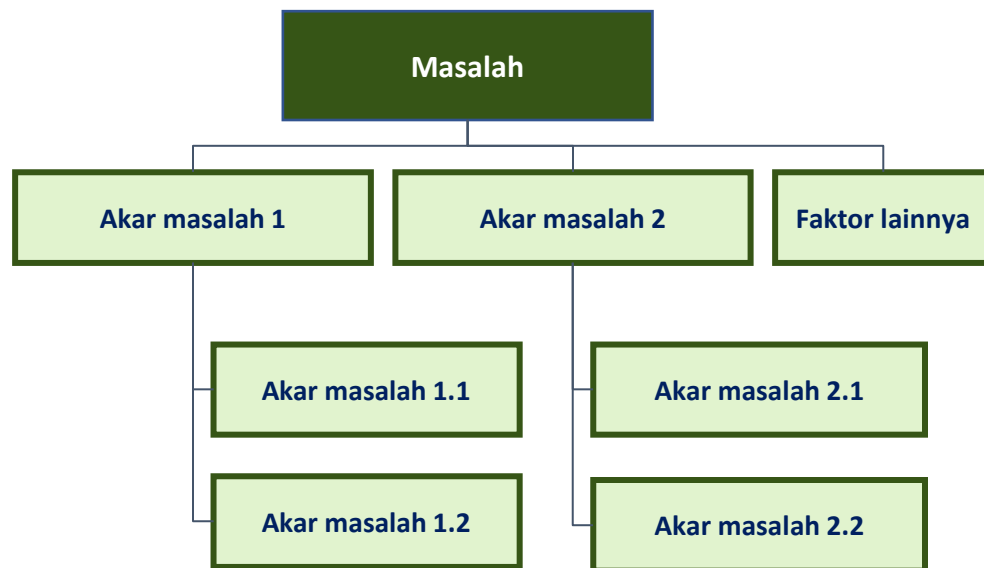 Masalah
Akar masalah 1
Akar masalah 2
Faktor lainnya
Akar masalah 1.1
Akar masalah 2.1
Akar masalah 1.2
Akar masalah 2.2